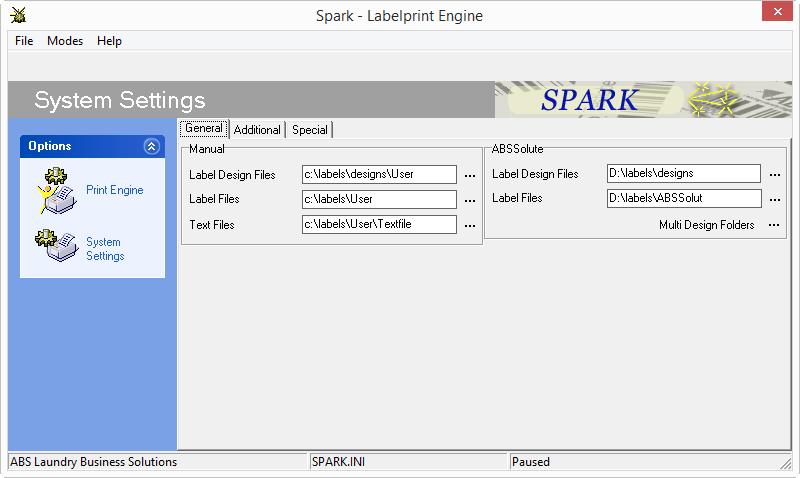 Spark - Labelprint Engine
File Modes Help
System Settings
SPARK
Options
Print Engine
System
Settings
General Additional Special
Manual
Label Design Files c:\labels\designs\User ...
Label Files c:\labels\User ...
Text Files c:\labels\User\Textfile ...
ABSSolute
Label Design Files D:\labels\designs ...
Label Files D:\labels\ABSSolut ...
Multi Design Folders ...
ABS Laundry Business Solutions SPARK.INI Paused